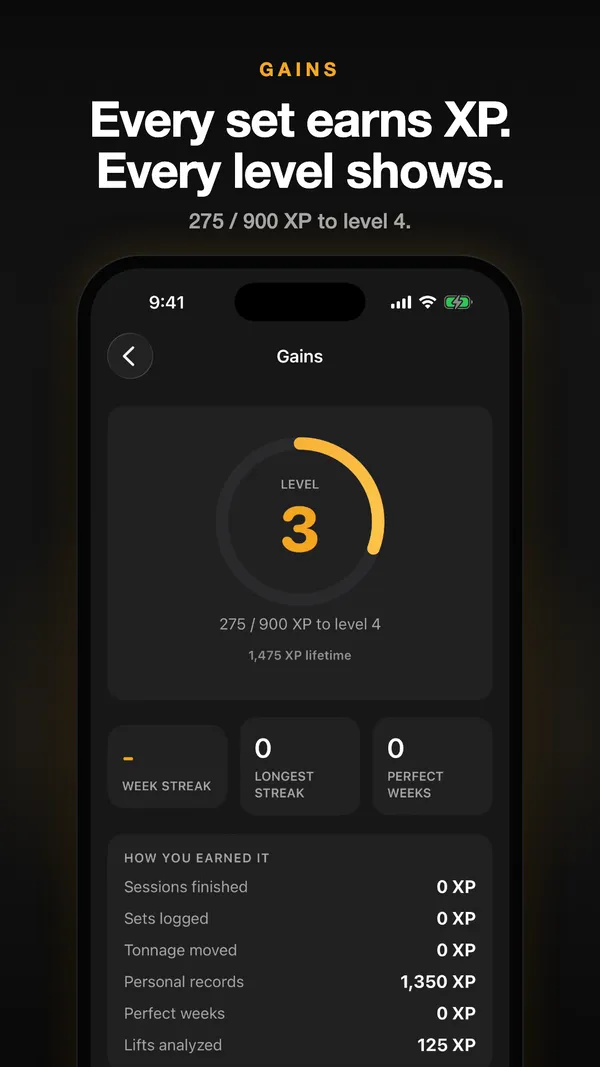 GAINS
Every set earns XP.
Every level shows.
275 / 900 XP to level 4.
9:41
Gains
LEVEL
3
275 / 900 XP to level 4
1,475 XP lifetime
-
WEEK STREAK
0
LONGEST
STREAK
0
PERFECT
WEEKS
HOW YOU EARNED IT
Sessions finished 0 XP
Sets logged 0 XP
Tonnage moved 0 XP
Personal records 1,350 XP
Perfect weeks 0 XP
Lifts analyzed 125 XP